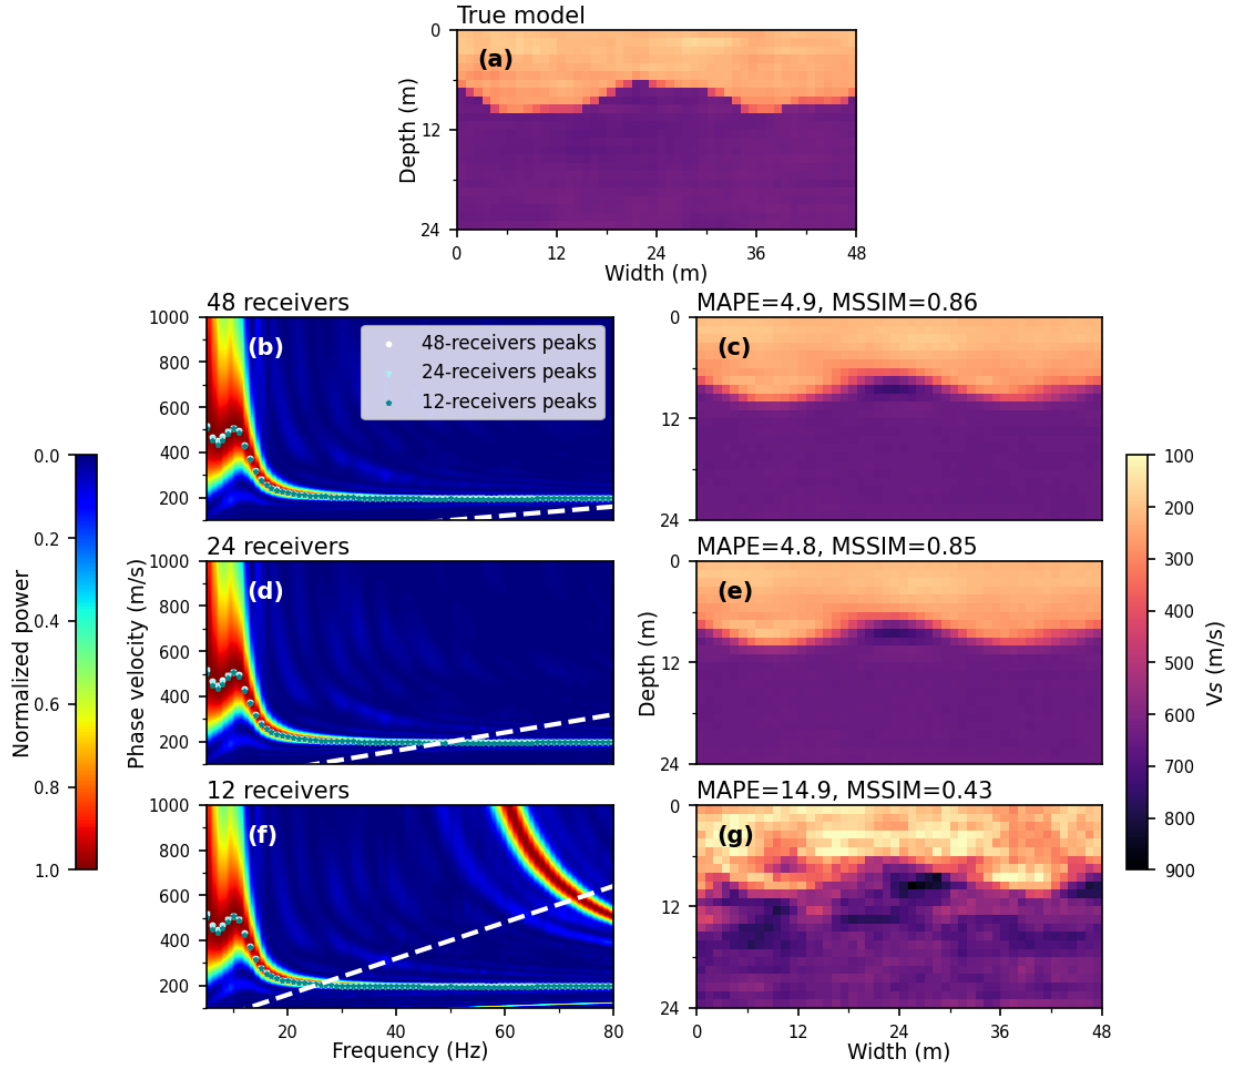 True model
0
12
24
Depth (m)
(a)
0
12
24
36
48
Width (m)
48 receivers
1000
800
600
400
200
(b)
48-receivers peaks
24-receivers peaks
12-receivers peaks
MAPE=4.9, MSSIM=0.86
0
12
24
(c)
24 receivers
1000
800
600
400
200
Phase velocity (m/s)
(d)
MAPE=4.8, MSSIM=0.85
0
12
24
Depth (m)
(e)
12 receivers
1000
800
600
400
200
(f)
20
40
60
80
Frequency (Hz)
MAPE=14.9, MSSIM=0.43
0
12
24
(g)
0
12
24
36
48
Width (m)
Normalized power
0.0
0.2
0.4
0.6
0.8
1.0
100
200
300
400
500
600
700
800
900
Vs (m/s)